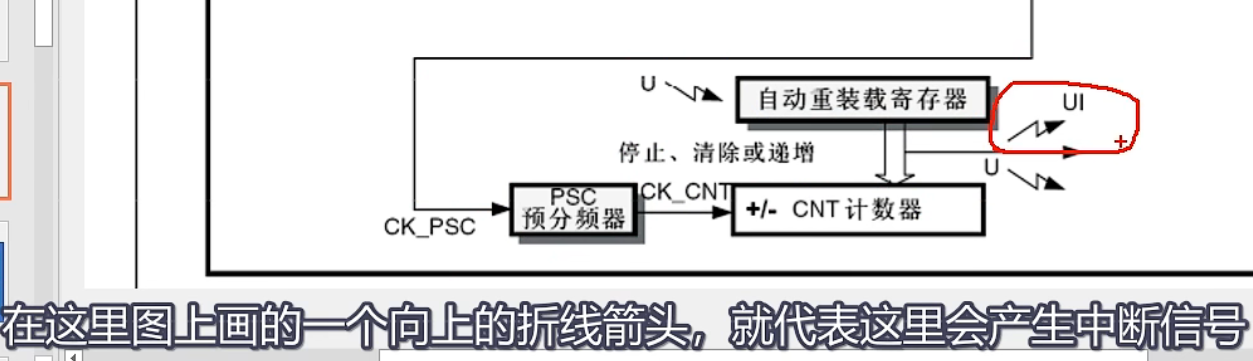 U
自动重装载寄存器
UI
停止、清除或递增
U
CK_PSC
PSC
预分频器
CK_CNT
+/- CNT 计数器
在这里图上画的一个向上的折线箭头，就代表这里会产生中断信号